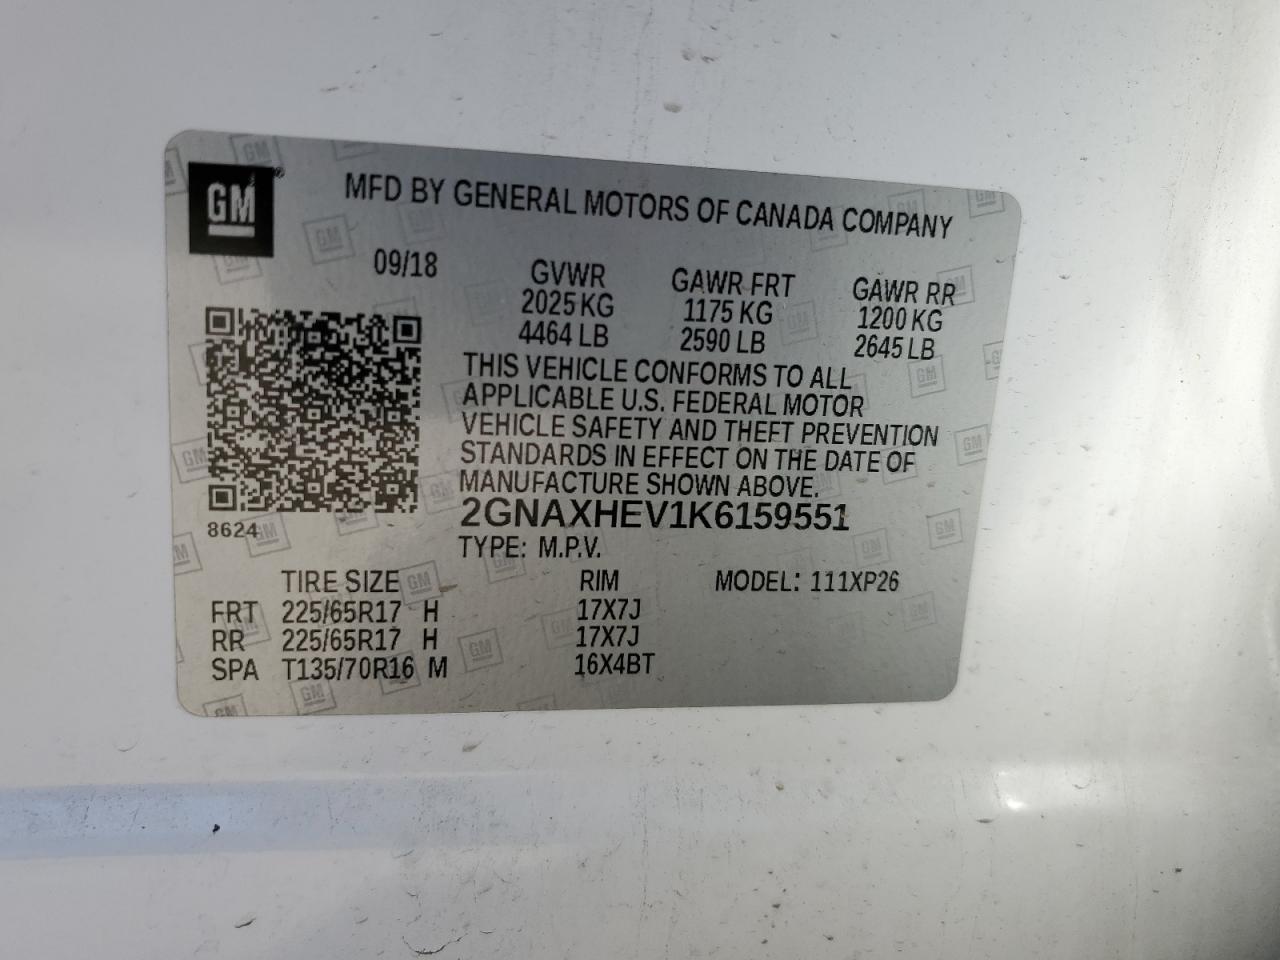 GM
MFD BY GENERAL MOTORS OF CANADA COMPANY
09/18
GVWR GAWR FRT GAWR RR
2025 KG 1175 KG 1200 KG
4464 LB 2590 LB 2645 LB
THIS VEHICLE CONFORMS TO ALL
APPLICABLE U.S. FEDERAL MOTOR
VEHICLE SAFETY AND THEFT PREVENTION
STANDARDS IN EFFECT ON THE DATE OF
MANUFACTURE SHOWN ABOVE.
2GNAXHEV1K6159551
8624
TYPE: M.P.V.
TIRE SIZE RIM MODEL: 111XP26
FRT 225/65R17 H 17X7J
RR 225/65R17 H 17X7J
SPA T135/70R16 M 16X4BT